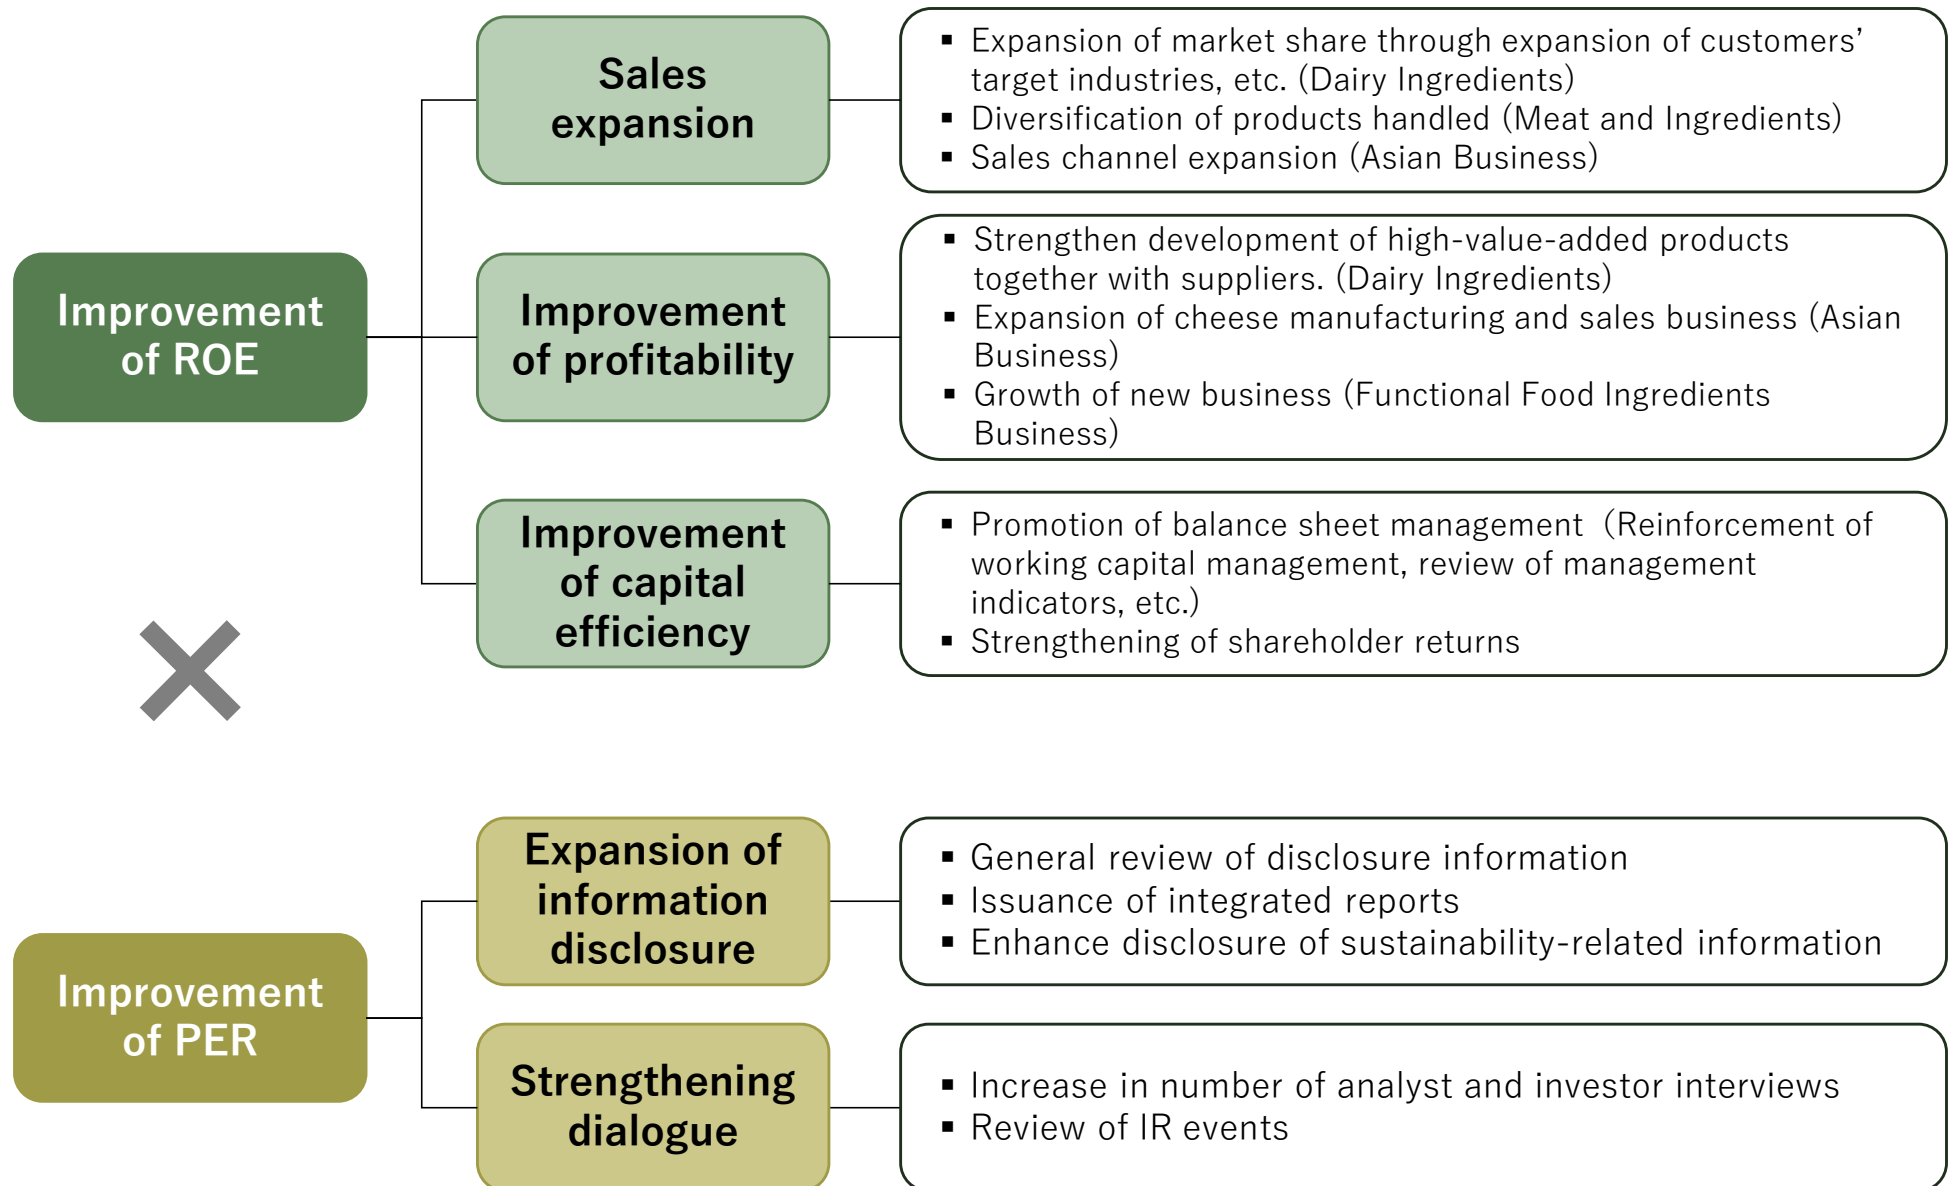 Improvement
of ROE
Sales
expansion
▪ Expansion of market share through expansion of customers’
target industries, etc. (Dairy Ingredients)
▪ Diversification of products handled (Meat and Ingredients)
▪ Sales channel expansion (Asian Business)
Improvement
of profitability
▪ Strengthen development of high-value-added products
together with suppliers. (Dairy Ingredients)
▪ Expansion of cheese manufacturing and sales business (Asian
Business)
▪ Growth of new business (Functional Food Ingredients
Business)
Improvement
of capital
efficiency
▪ Promotion of balance sheet management (Reinforcement of
working capital management, review of management
indicators, etc.)
▪ Strengthening of shareholder returns
×
Improvement
of PER
Expansion of
information
disclosure
▪ General review of disclosure information
▪ Issuance of integrated reports
▪ Enhance disclosure of sustainability-related information
Strengthening
dialogue
▪ Increase in number of analyst and investor interviews
▪ Review of IR events